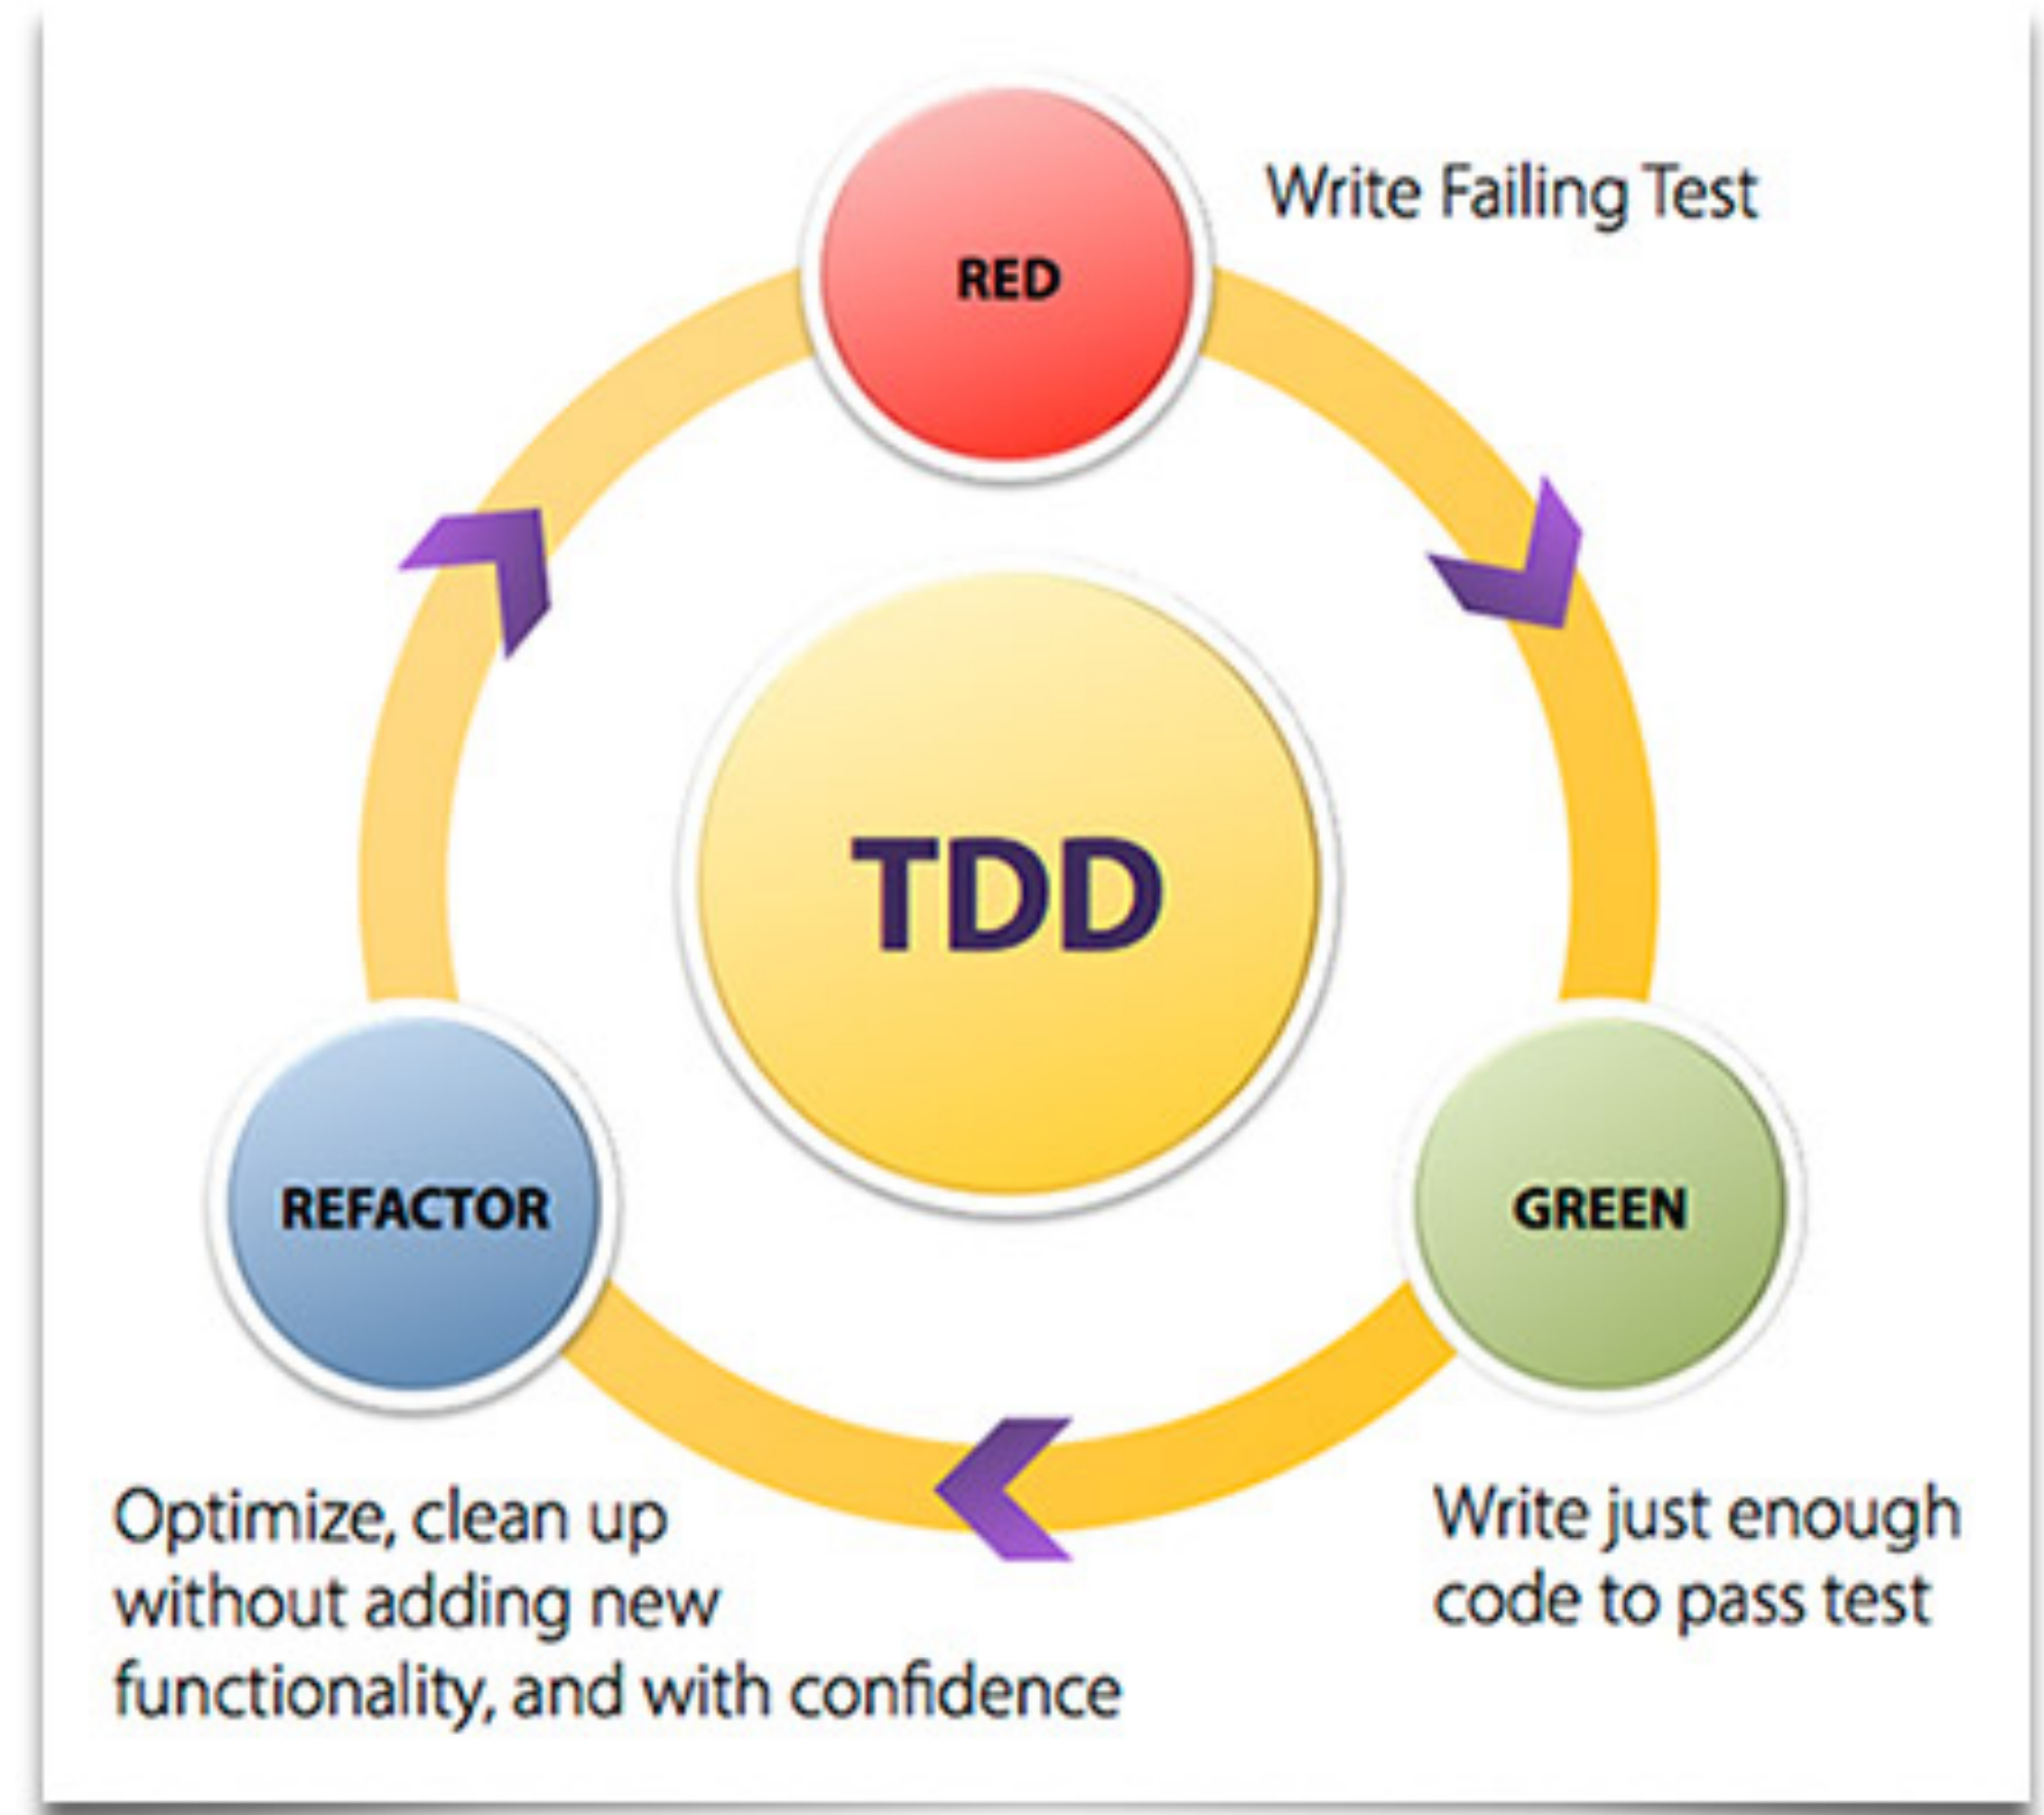 RED
Write Failing Test
TDD
REFACTOR
GREEN
Optimize, clean up
without adding new
functionality, and with confidence
Write just enough
code to pass test